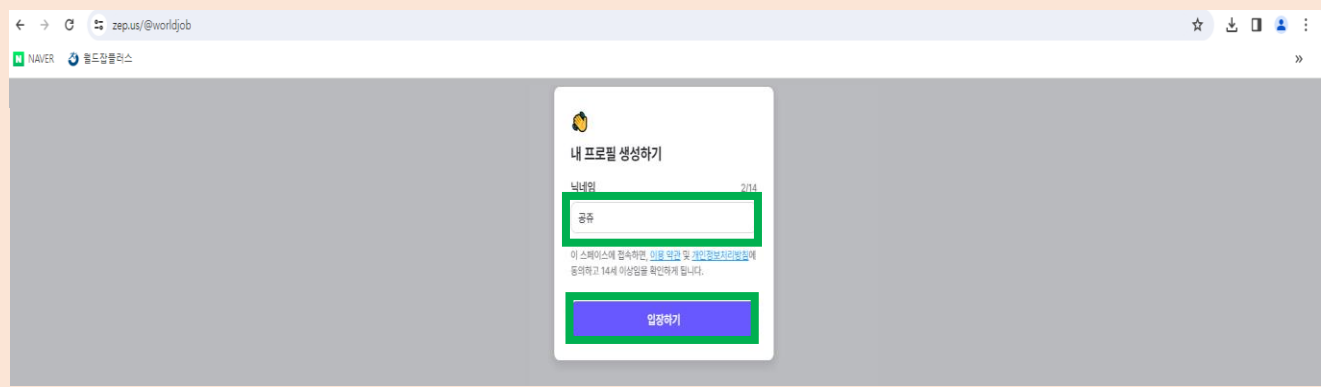 zep.us/@worldjob
NAVER 월드잡플러스
내 프로필 생성하기
닉네임 2/14
공쥬
이 스페이스에 접속하면, 이용 약관 및 개인정보처리방침에
동의하고 14세 이상임을 확인하게 됩니다.
입장하기